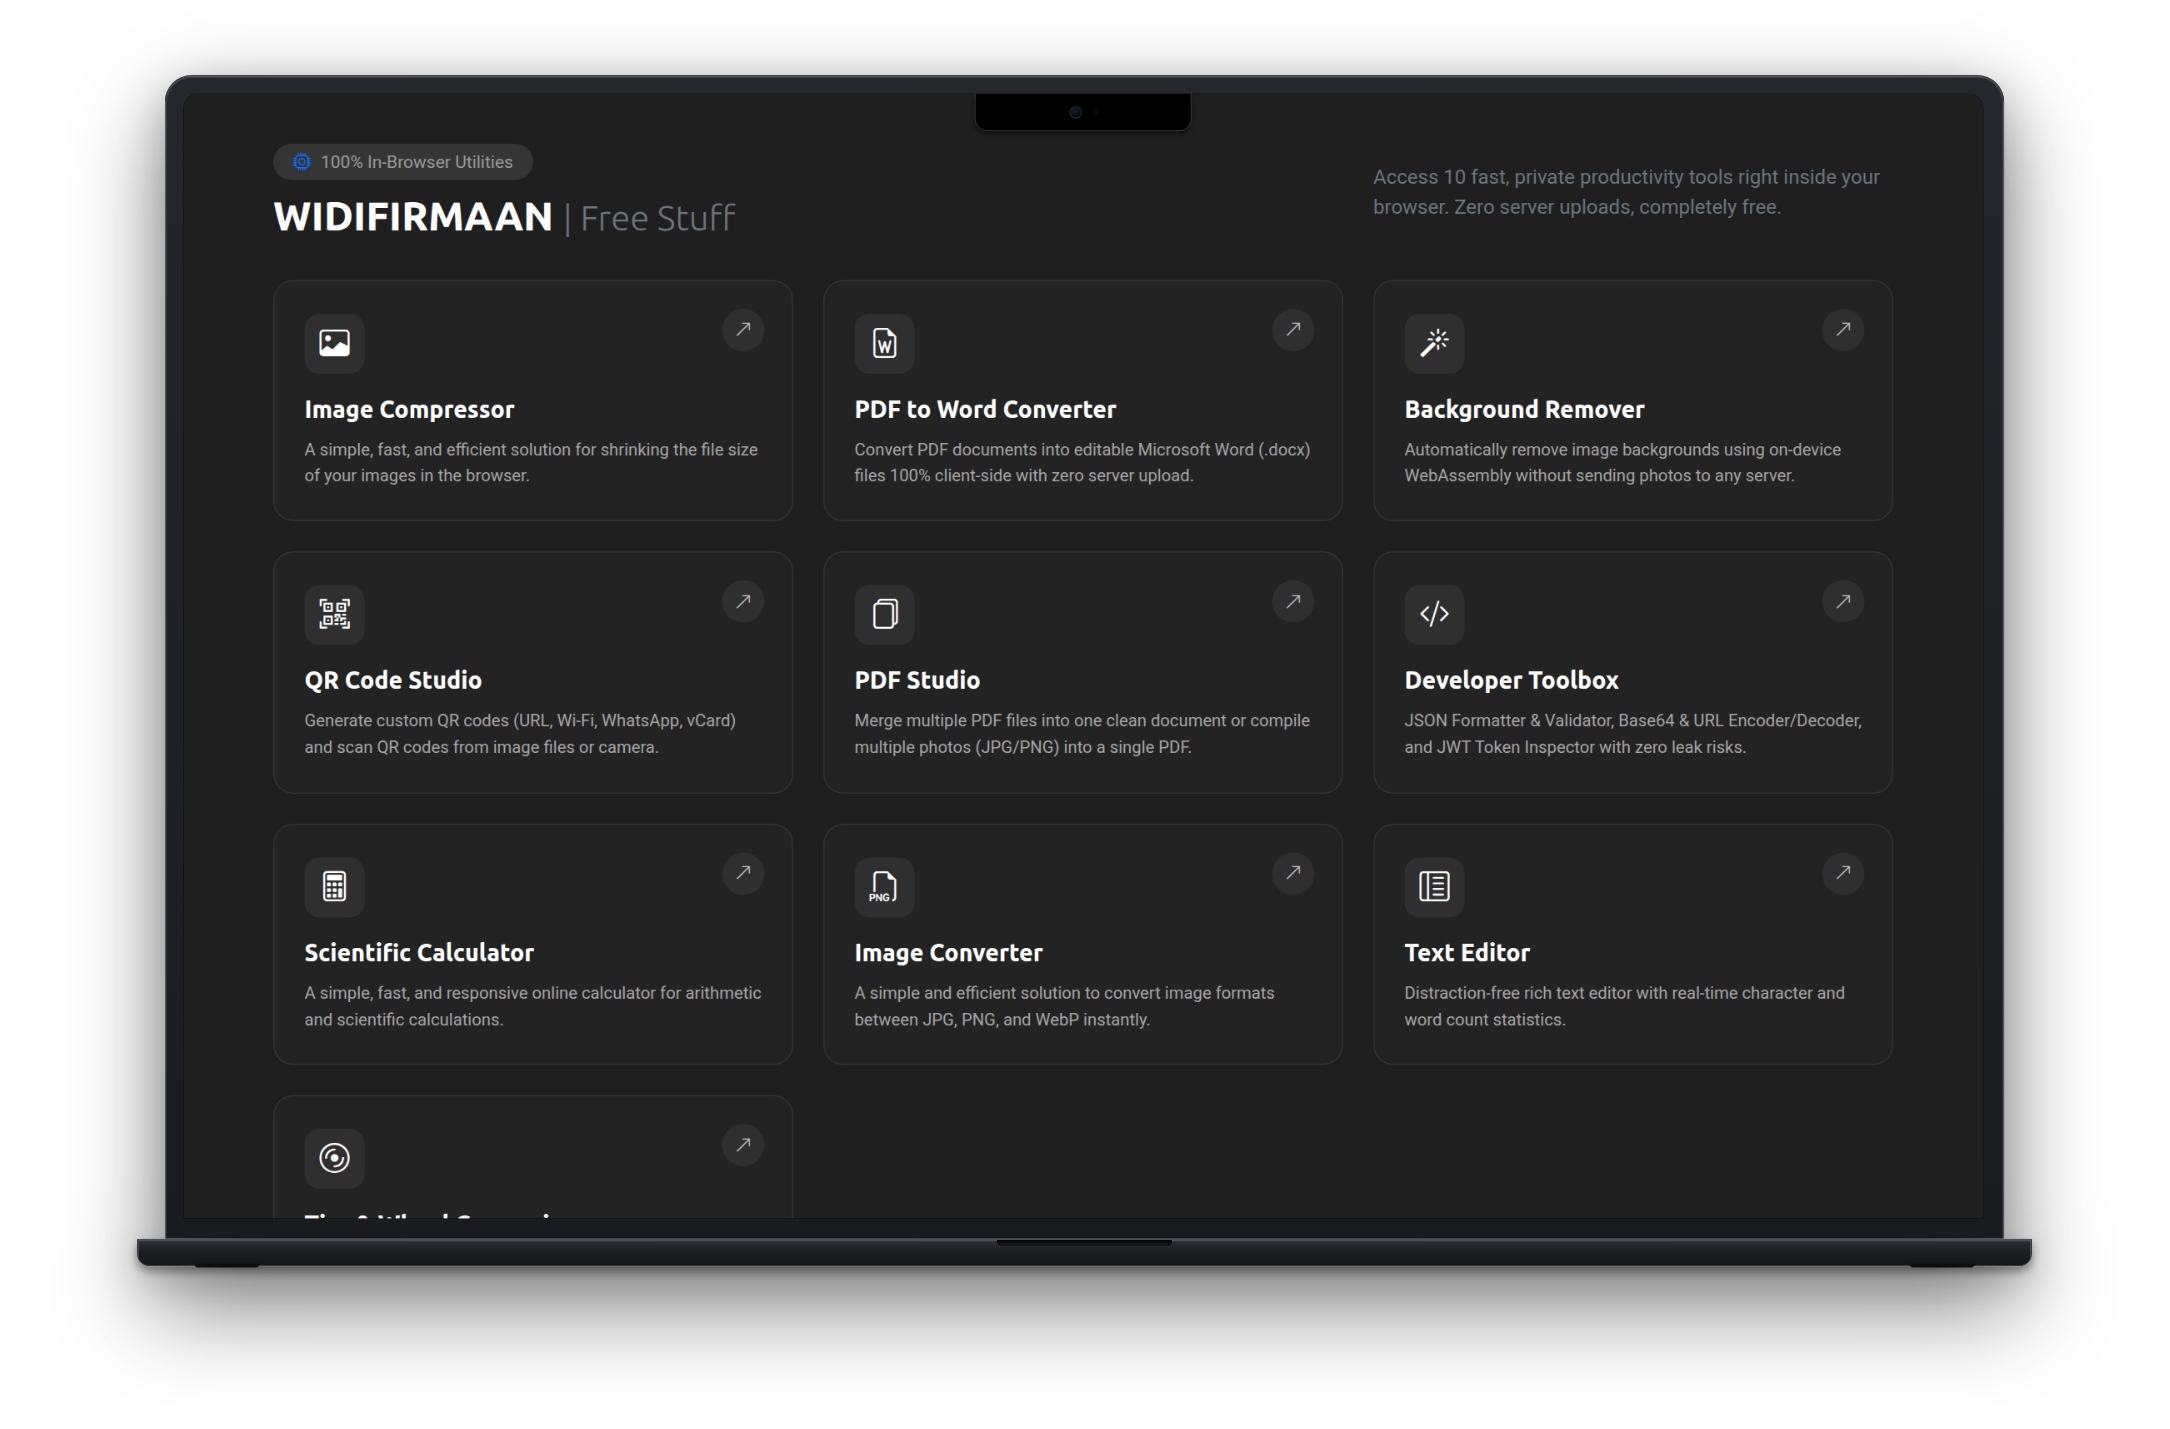 100% In-Browser Utilities
WIDIFIRMAAN | Free Stuff
Access 10 fast, private productivity tools right inside your
browser. Zero server uploads, completely free.
Image Compressor
A simple, fast, and efficient solution for shrinking the file size
of your images in the browser.
W
PDF to Word Converter
Convert PDF documents into editable Microsoft Word (.docx)
files 100% client-side with zero server upload.
Background Remover
Automatically remove image backgrounds using on-device
WebAssembly without sending photos to any server.
QR Code Studio
Generate custom QR codes (URL, Wi-Fi, WhatsApp, vCard)
and scan QR codes from image files or camera.
PDF Studio
Merge multiple PDF files into one clean document or compile
multiple photos (JPG/PNG) into a single PDF.
Developer Toolbox
JSON Formatter & Validator, Base64 & URL Encoder/Decoder,
and JWT Token Inspector with zero leak risks.
Scientific Calculator
A simple, fast, and responsive online calculator for arithmetic
and scientific calculations.
PNG
Image Converter
A simple and efficient solution to convert image formats
between JPG, PNG, and WebP instantly.
Text Editor
Distraction-free rich text editor with real-time character and
word count statistics.